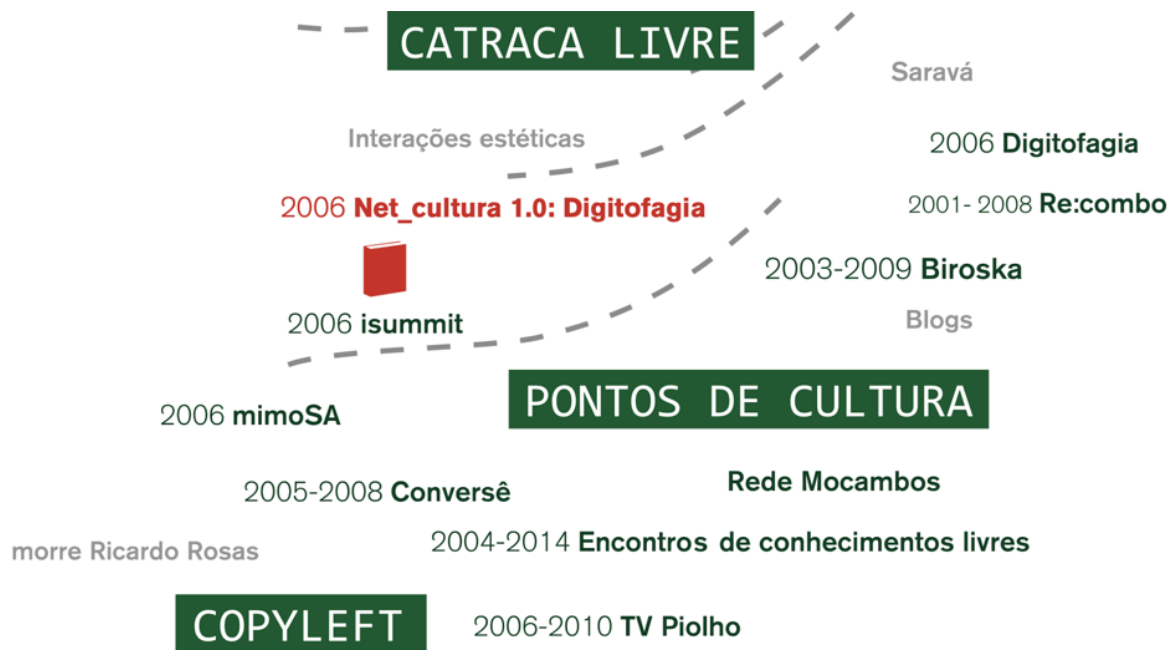 CATRACA LIVRE
Saravá
Interações estéticas
2006 Digitofagia
2006 Net_cultura 1.0: Digitofagia
2001- 2008 Re:combo
2003-2009 Biroska
2006 isummit
Blogs
PONTOS DE CULTURA
2006 mimoSA
Rede Mocambos
2005-2008 Conversê
2004-2014 Encontros de conhecimentos livres
morre Ricardo Rosas
COPYLEFT
2006-2010 TV Piolho